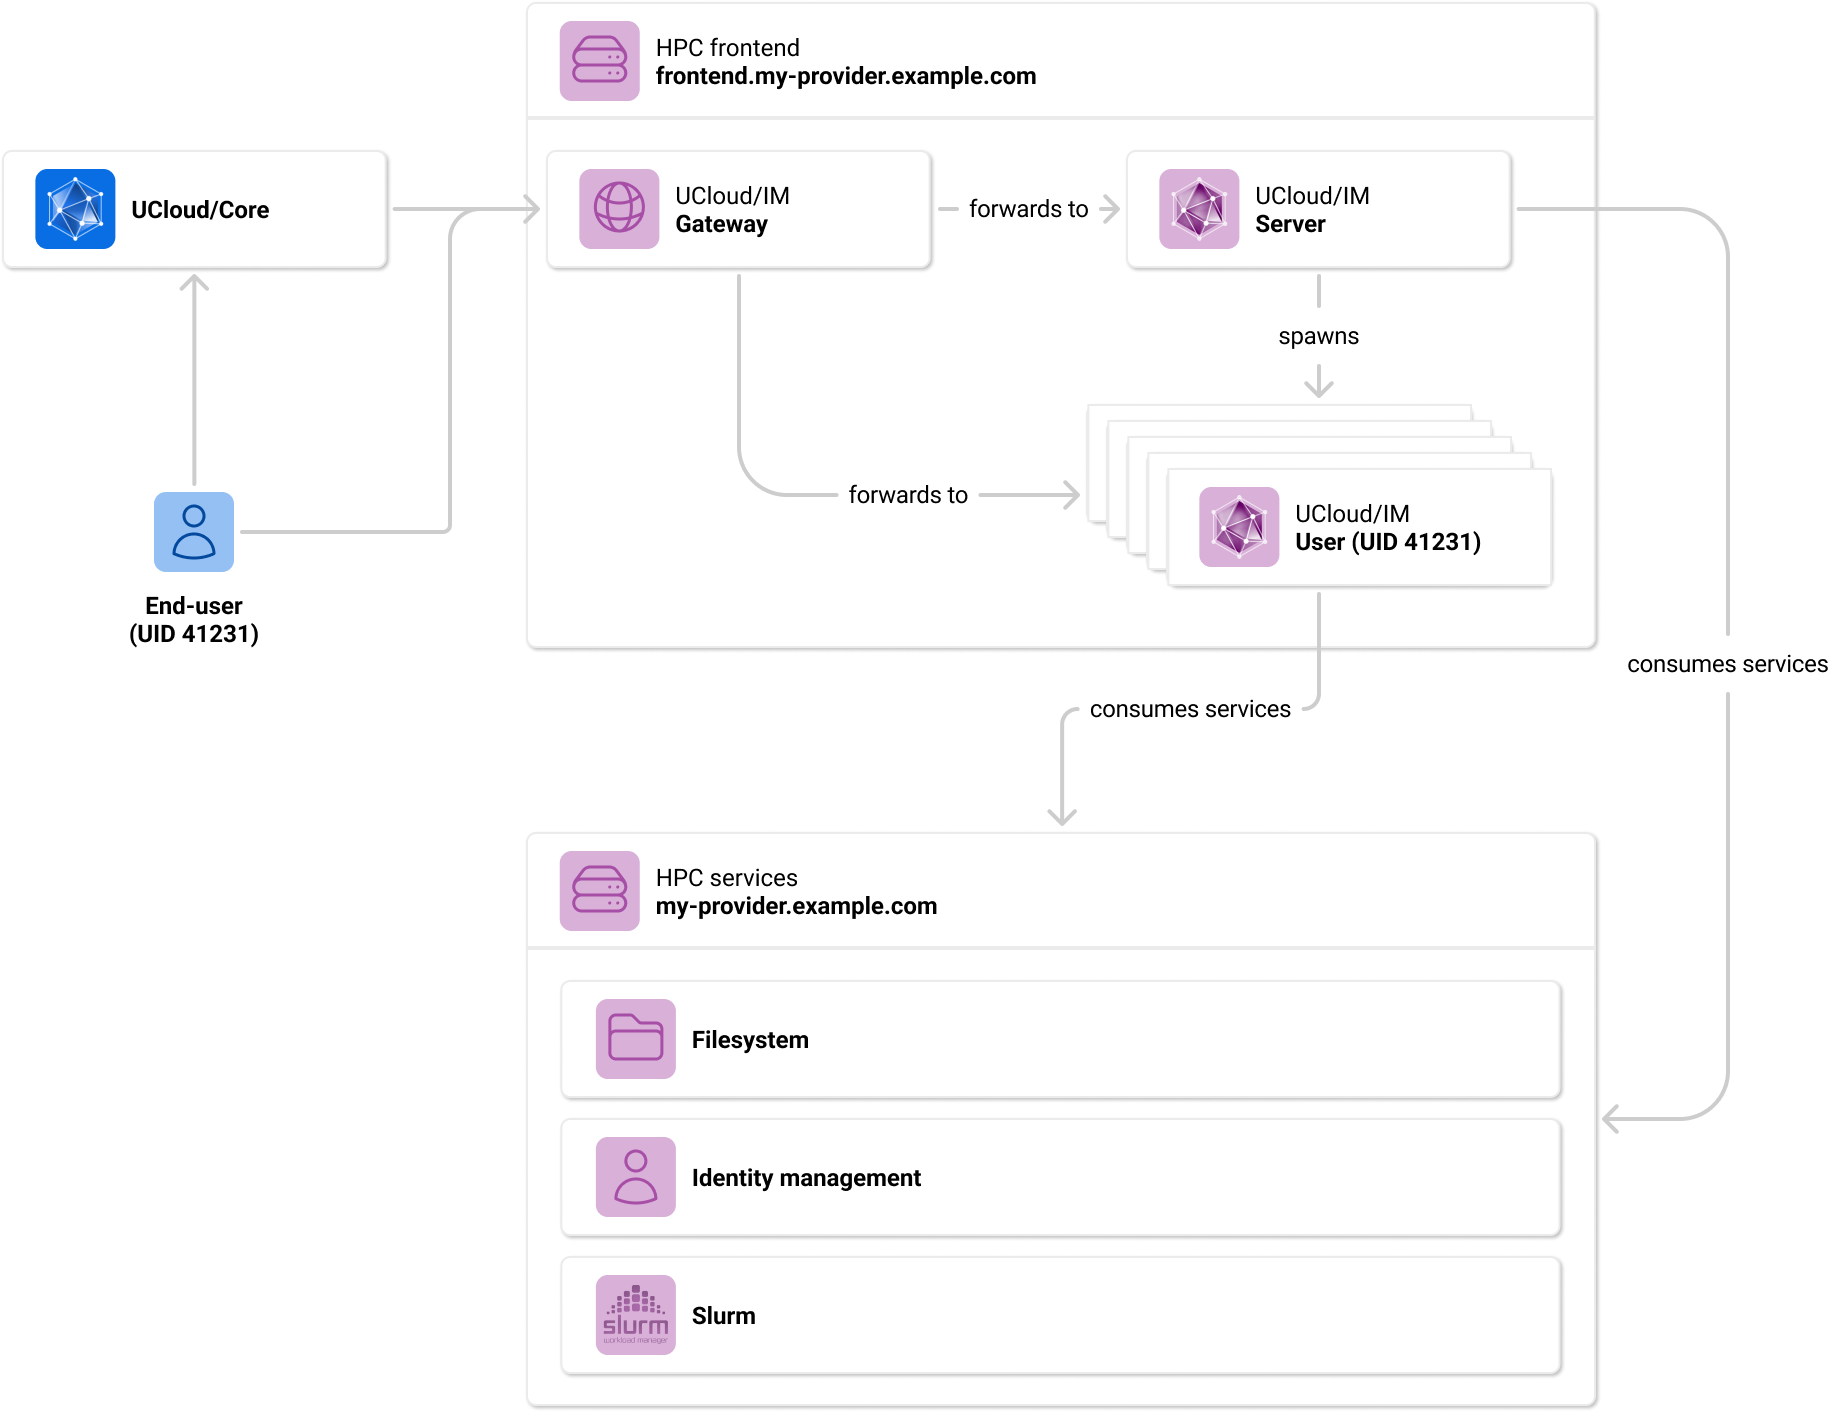 HPC frontend
frontend.my-provider.example.com
UCloud/Core
UCloud/IM
Gateway
forwards to
UCloud/IM
Server
spawns
forwards to
UCloud/IM
User (UID 41231)
End-user
(UID 41231)
consumes services
consumes services
HPC services
my-provider.example.com
Filesystem
Identity management
slurm
workload manager
Slurm